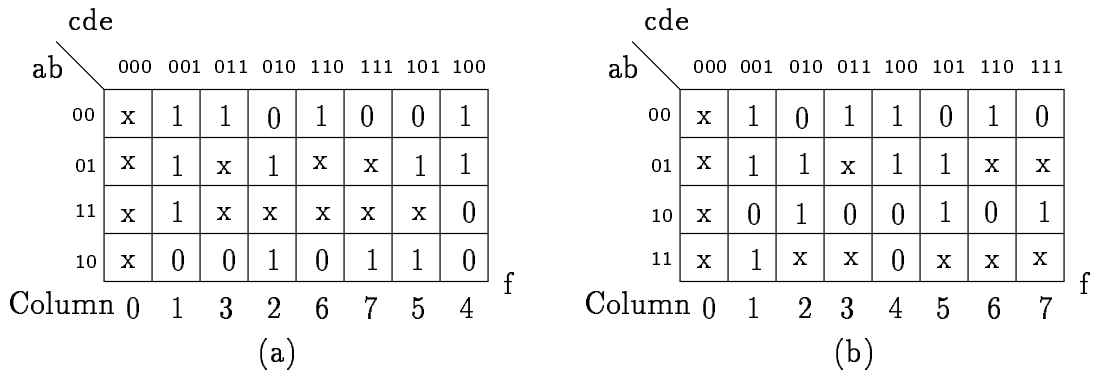 cde cde
ab 000 001 011 010 110 111 101 100 ab 000 001 010 011 100 101 110 111
00 x 1 1 0 1 0 0 1 00 x 1 0 1 1 0 1 0
01 x 1 x 1 x x 1 1 01 x 1 1 x 1 1 x x
11 x 1 x x x x x 0 10 x 0 1 0 0 1 0 1
10 x 0 0 1 0 1 1 0 f 11 x 1 x x 0 x x x f
Column 0 1 3 2 6 7 5 4 Column 0 1 2 3 4 5 6 7
(a) (b)